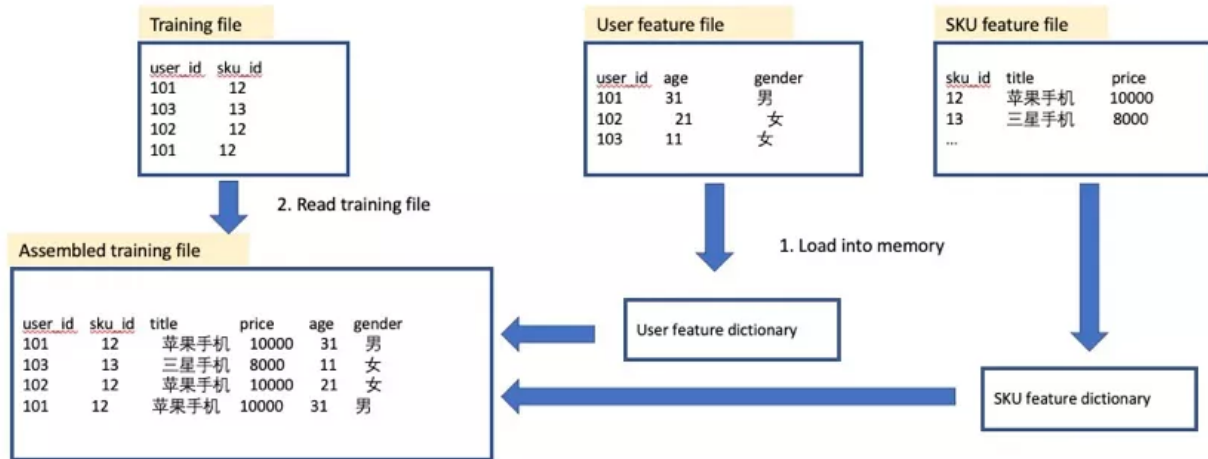 Training file
user_id sku_id
101 12
103 13
102 12
101 12
User feature file
user_id age gender
101 31 男
102 21 女
103 11 女
SKU feature file
sku_id title price
12 苹果手机 10000
13 三星手机 8000
...
2. Read training file
1. Load into memory
Assembled training file
user_id sku_id title price age gender
101 12 苹果手机 10000 31 男
103 13 三星手机 8000 11 女
102 12 苹果手机 10000 21 女
101 12 苹果手机 10000 31 男
User feature dictionary
SKU feature dictionary